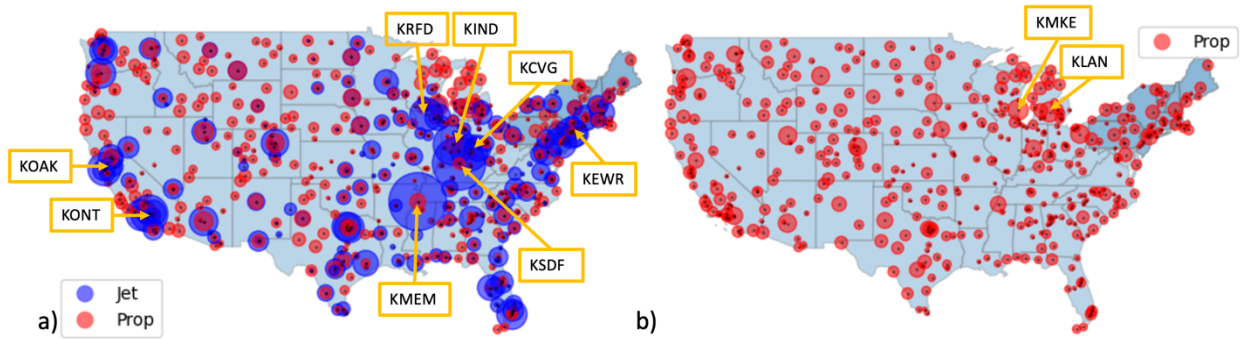 KRFD
KIND
KCVG
KOAK
KONT
KEWR
KSDF
KMEM
Jet
Prop
a)
KMKE
KLAN
Prop
b)